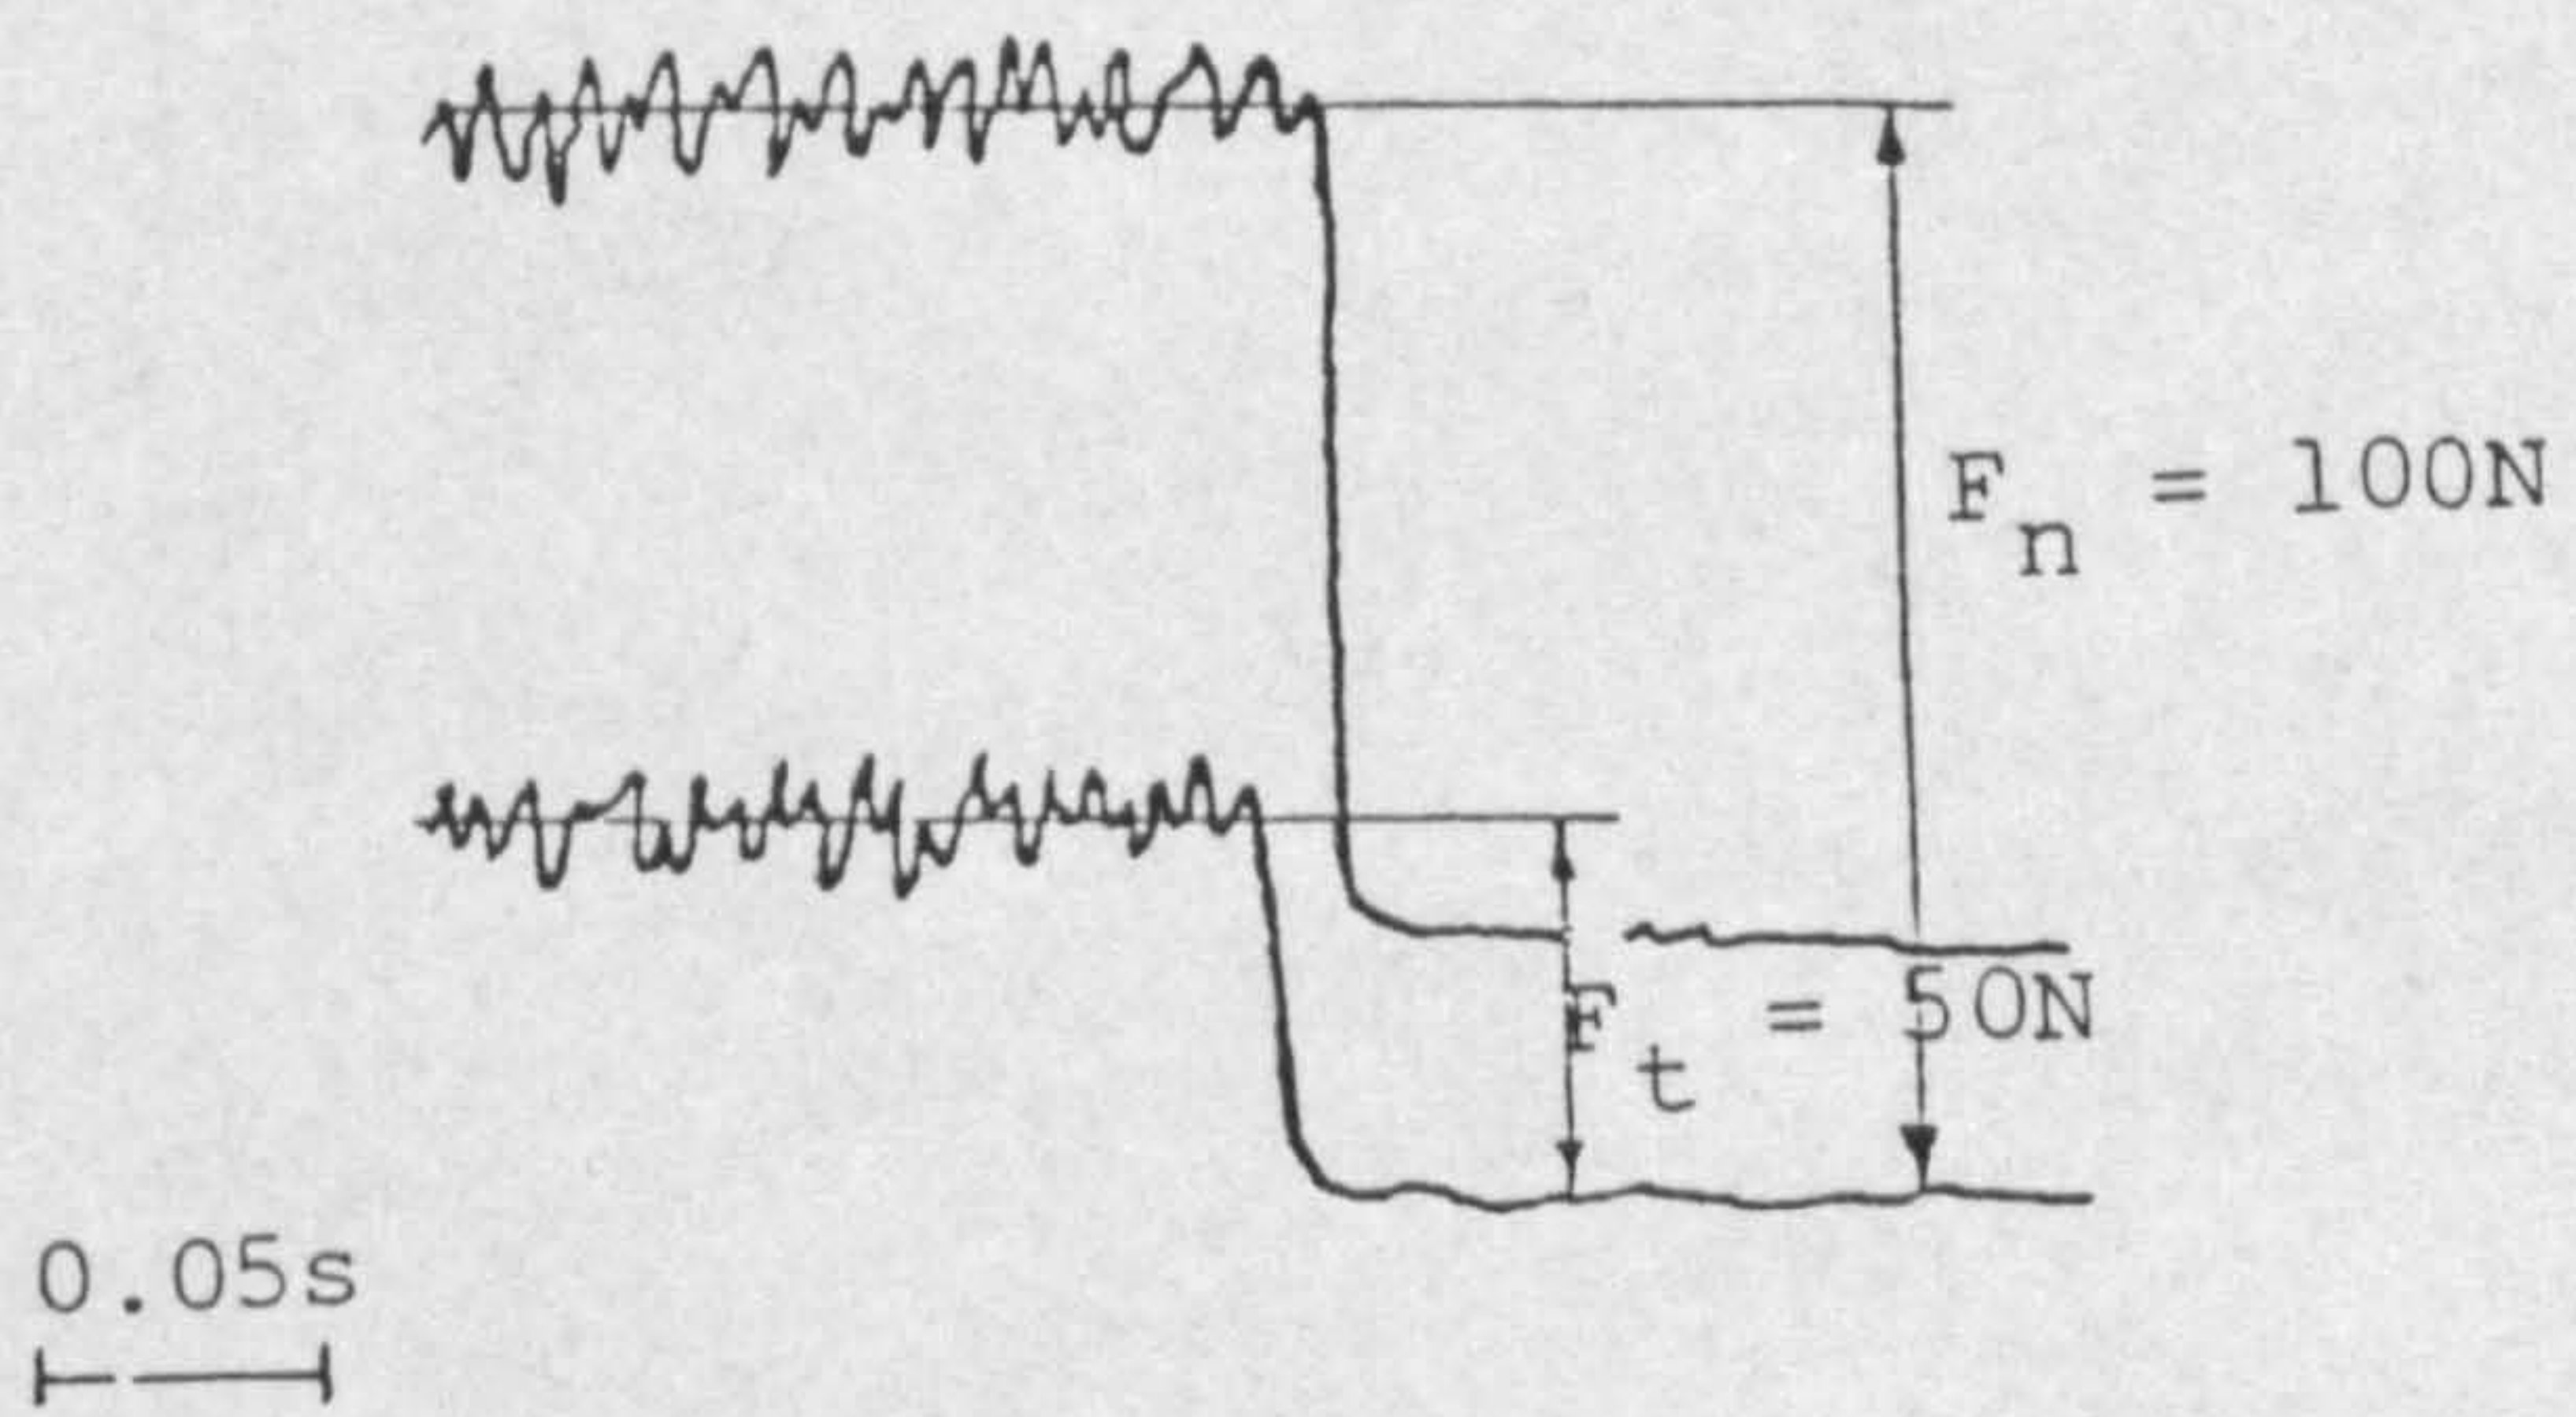 F_n = 100N
F_t = 50N
0.05s